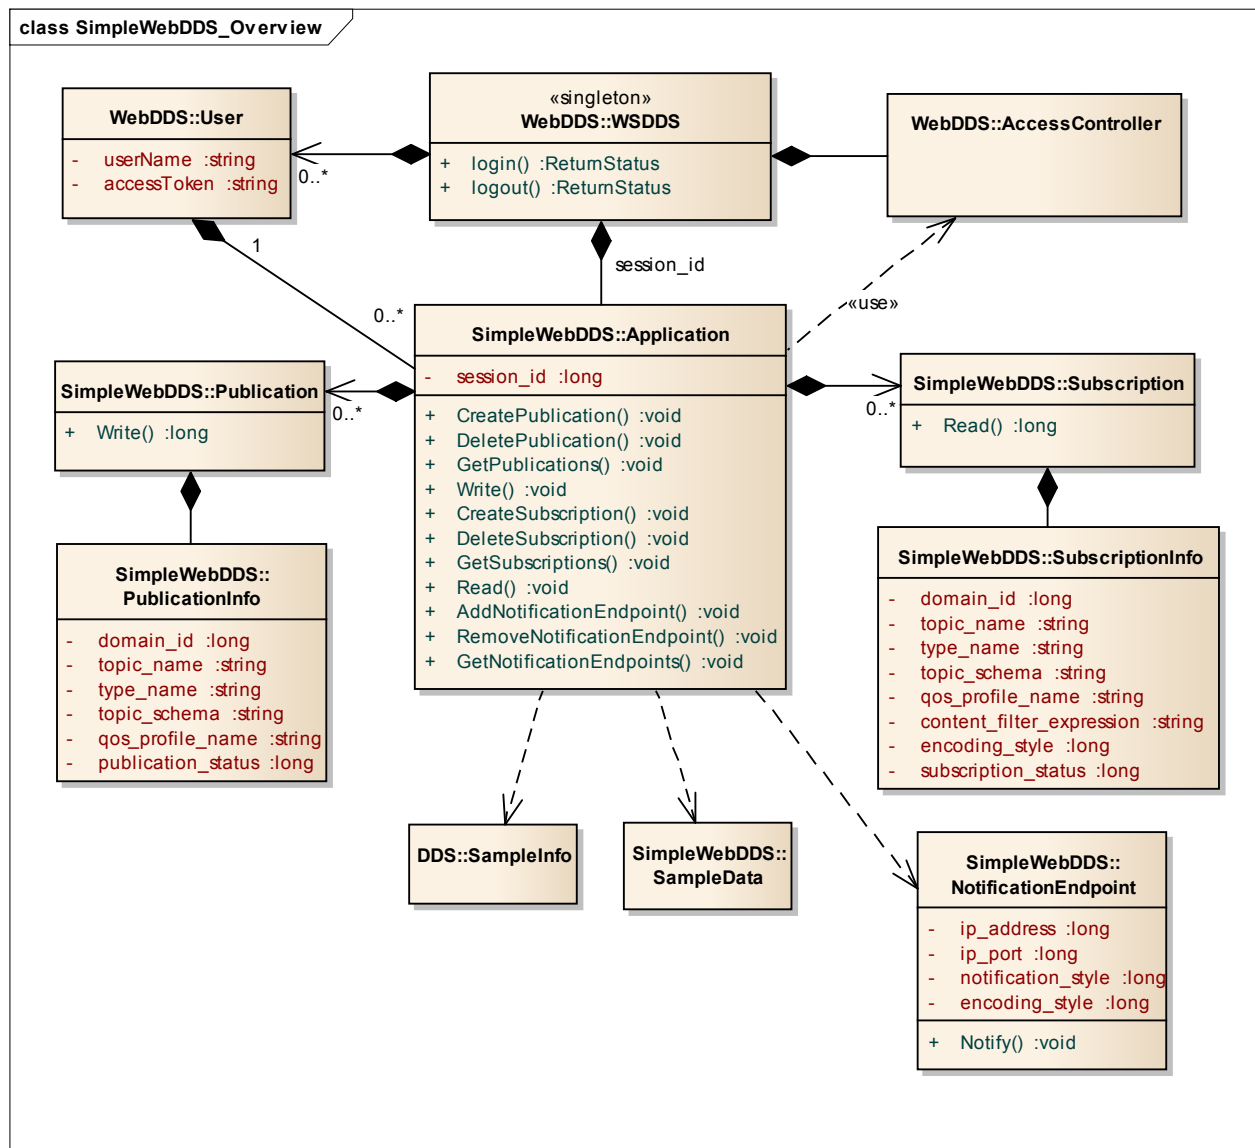 class SimpleWebDDS_Overview
WebDDS::User
- userName :string
- accessToken :string
0..*
«singleton»
WebDDS::WSDDS
+ login() :ReturnStatus
+ logout() :ReturnStatus
WebDDS::AccessController
1
session_id
0..*
«use»
SimpleWebDDS::Application
- session_id :long
+ CreatePublication() :void
+ DeletePublication() :void
+ GetPublications() :void
+ Write() :void
+ CreateSubscription() :void
+ DeleteSubscription() :void
+ GetSubscriptions() :void
+ Read() :void
+ AddNotificationEndpoint() :void
+ RemoveNotificationEndpoint() :void
+ GetNotificationEndpoints() :void
SimpleWebDDS::Publication
+ Write() :long
0..*
SimpleWebDDS::Subscription
+ Read() :long
0..*
SimpleWebDDS::
PublicationInfo
- domain_id :long
- topic_name :string
- type_name :string
- topic_schema :string
- qos_profile_name :string
- publication_status :long
SimpleWebDDS::SubscriptionInfo
- domain_id :long
- topic_name :string
- type_name :string
- topic_schema :string
- qos_profile_name :string
- content_filter_expression :string
- encoding_style :long
- subscription_status :long
DDS::SampleInfo
SimpleWebDDS::
SampleData
SimpleWebDDS::
NotificationEndpoint
- ip_address :long
- ip_port :long
- notification_style :long
- encoding_style :long
+ Notify() :void